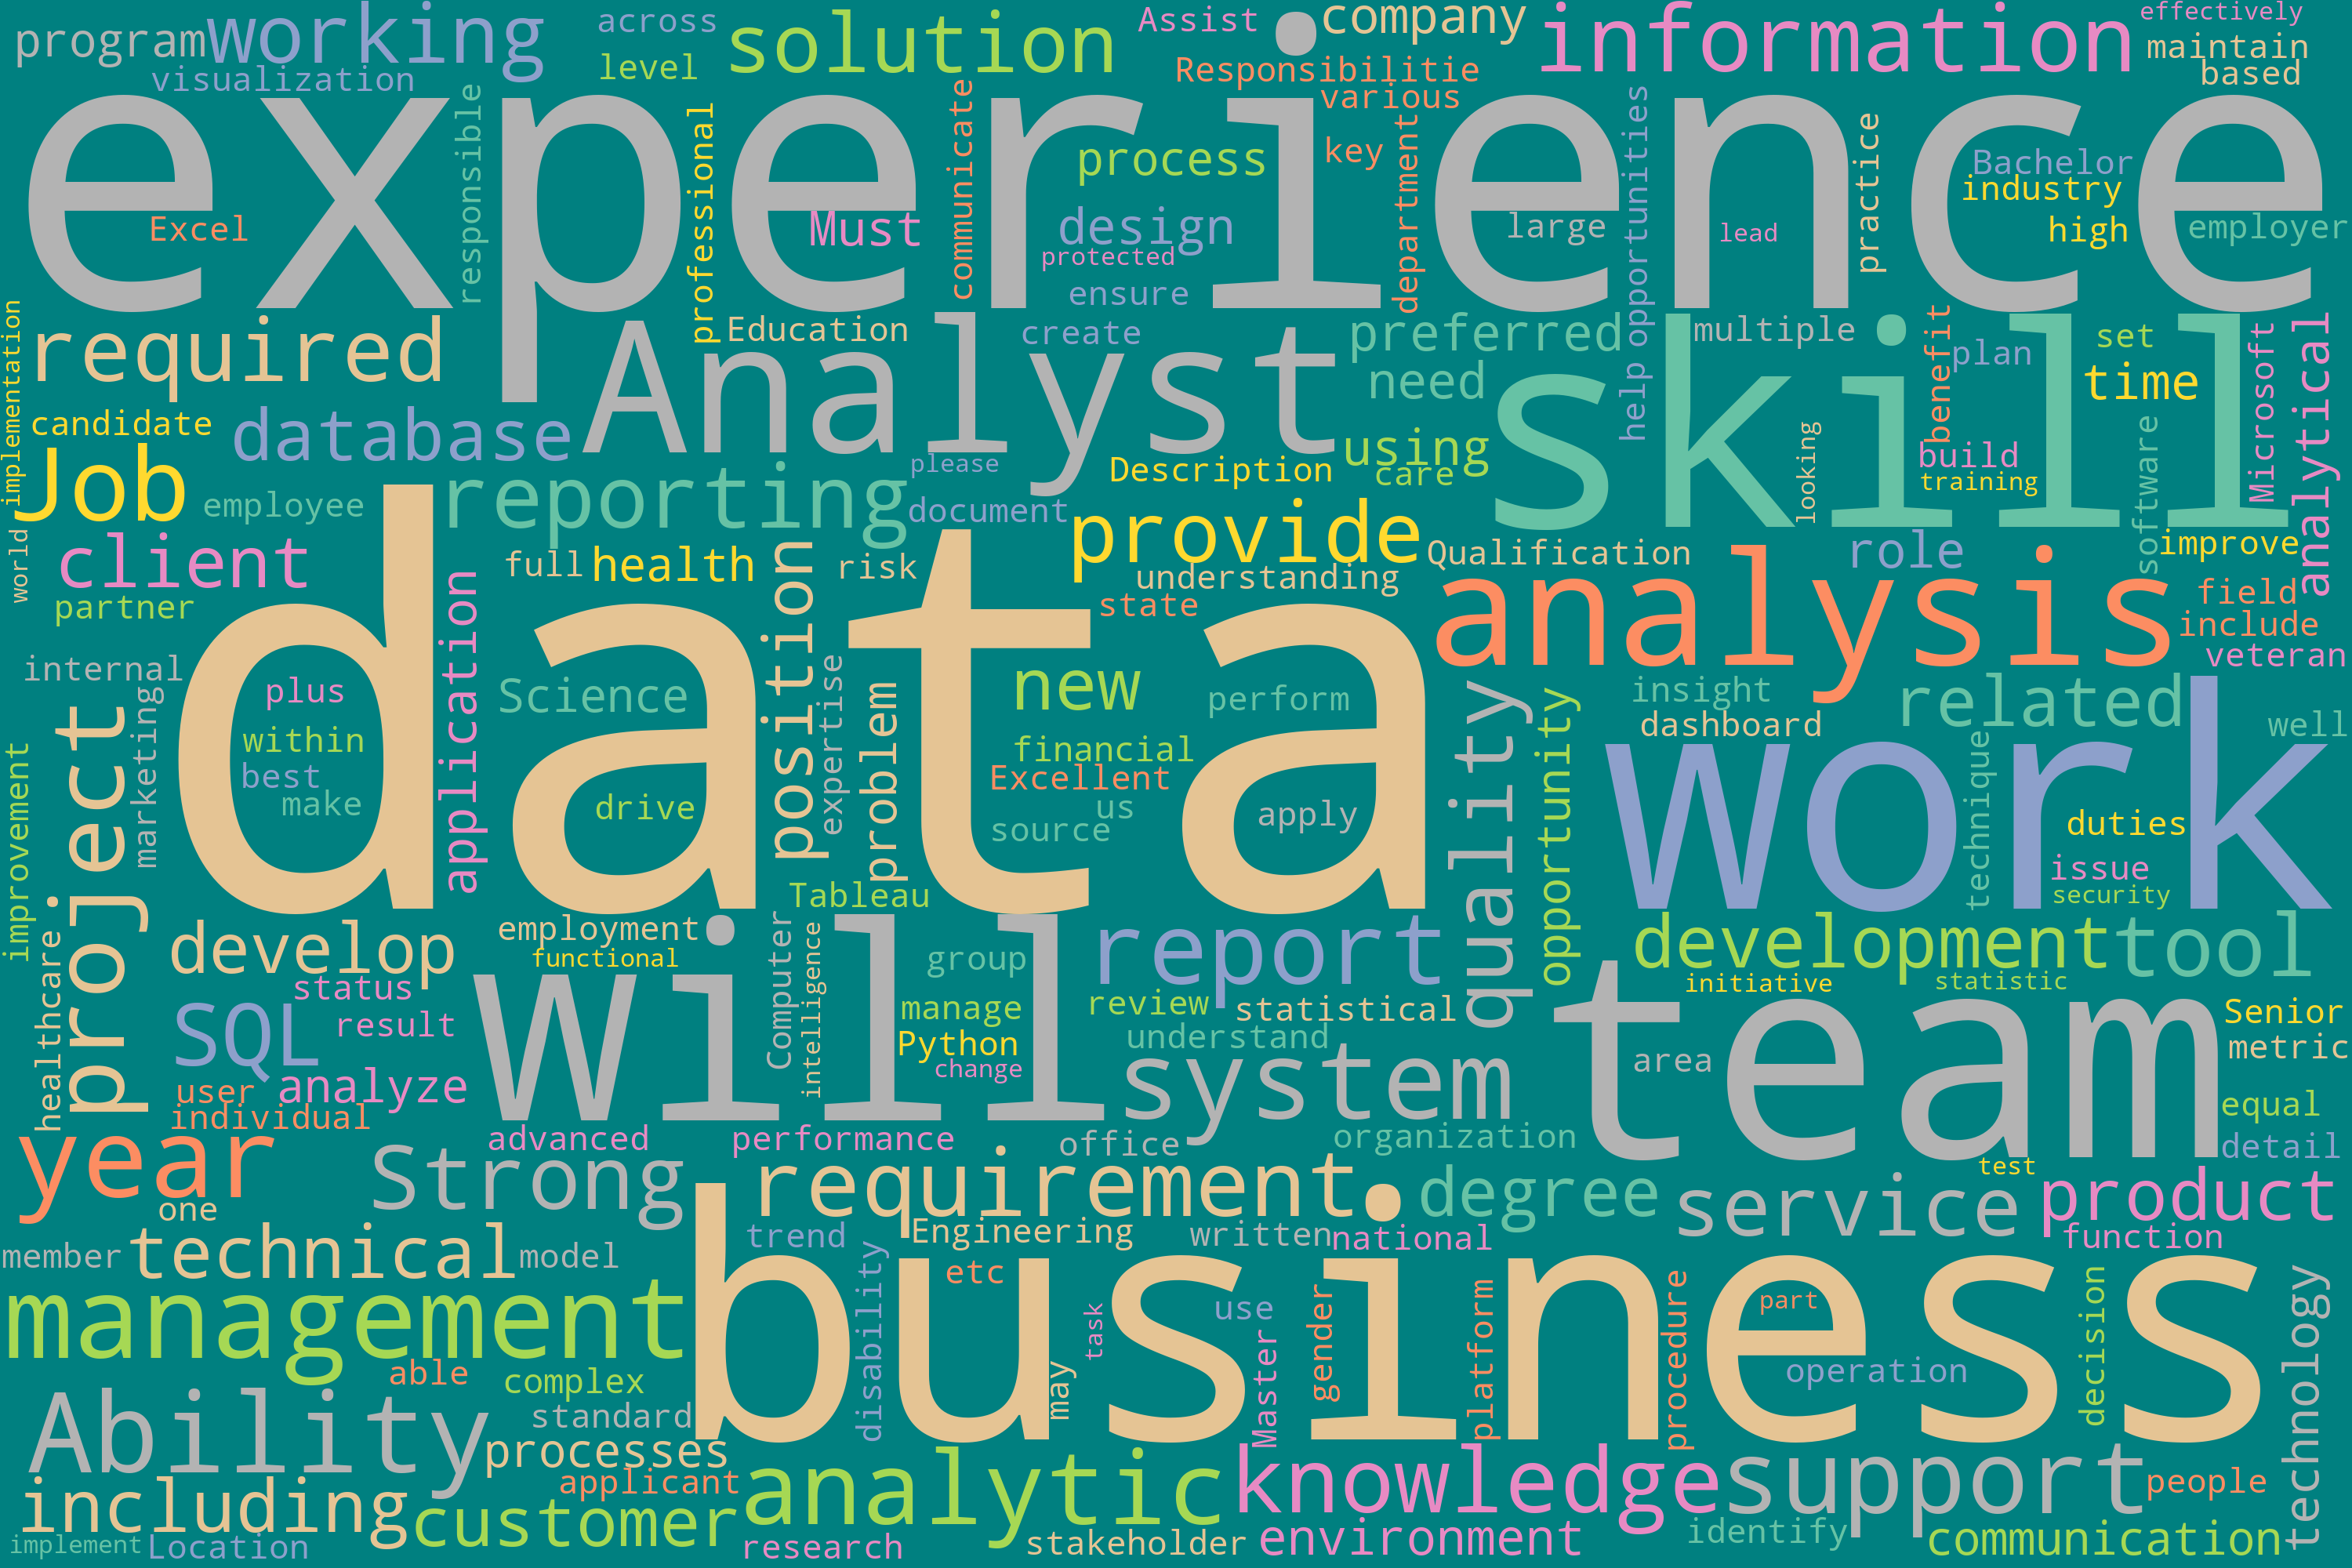 program
working
across
solution
Assist
company
information
effectively
visualization
level
Responsibilitie
various
maintain
based
experience
responsible
professional
communicate
process
key
department
opportunities
practice
Bachelor
industry
Excel
Must
design
large
lead
high
employer
protected
ensure
implementation
required
Analyst
Education
create
preferred
multiple
benefit
plan
set
Microsoft
analytical
need
skill
time
candidate
database
using
help
Job
reporting
please
Description
care
looking
build
training
software
employee
document
provide
client
full
health
position
risk
Qualification
role
improve
world
understanding
analysis
partner
application
data
state
field
include
internal
veteran
plus
Science
expertise
problem
new
perform
quality
opportunity
insight
related
project
marketing
dashboard
well
within
financial
work
technique
improvement
best
Excellent
make
drive
source
us
apply
duties
issue
Tableau
security
healthcare
develop
employment
Computer
intelligence
report
development
tool
functional
group
status
will
initiative
statistic
SQL
result
manage
review
statistical
team
Senior
Python
understand
area
metric
user
analyze
change
system
individual
equal
year
advanced
performance
office
organization
detail
Strong
requirement
degree
service
test
product
one
member
technical
model
trend
Engineering
written
national
function
disability
etc
business
management
task
use
gender
platform
procedure
part
decision
technology
able
complex
may
Master
operation
Ability
standard
processes
applicant
including
customer
analytic
knowledge
support
people
implement
Location
research
stakeholder
environment
identify
communication